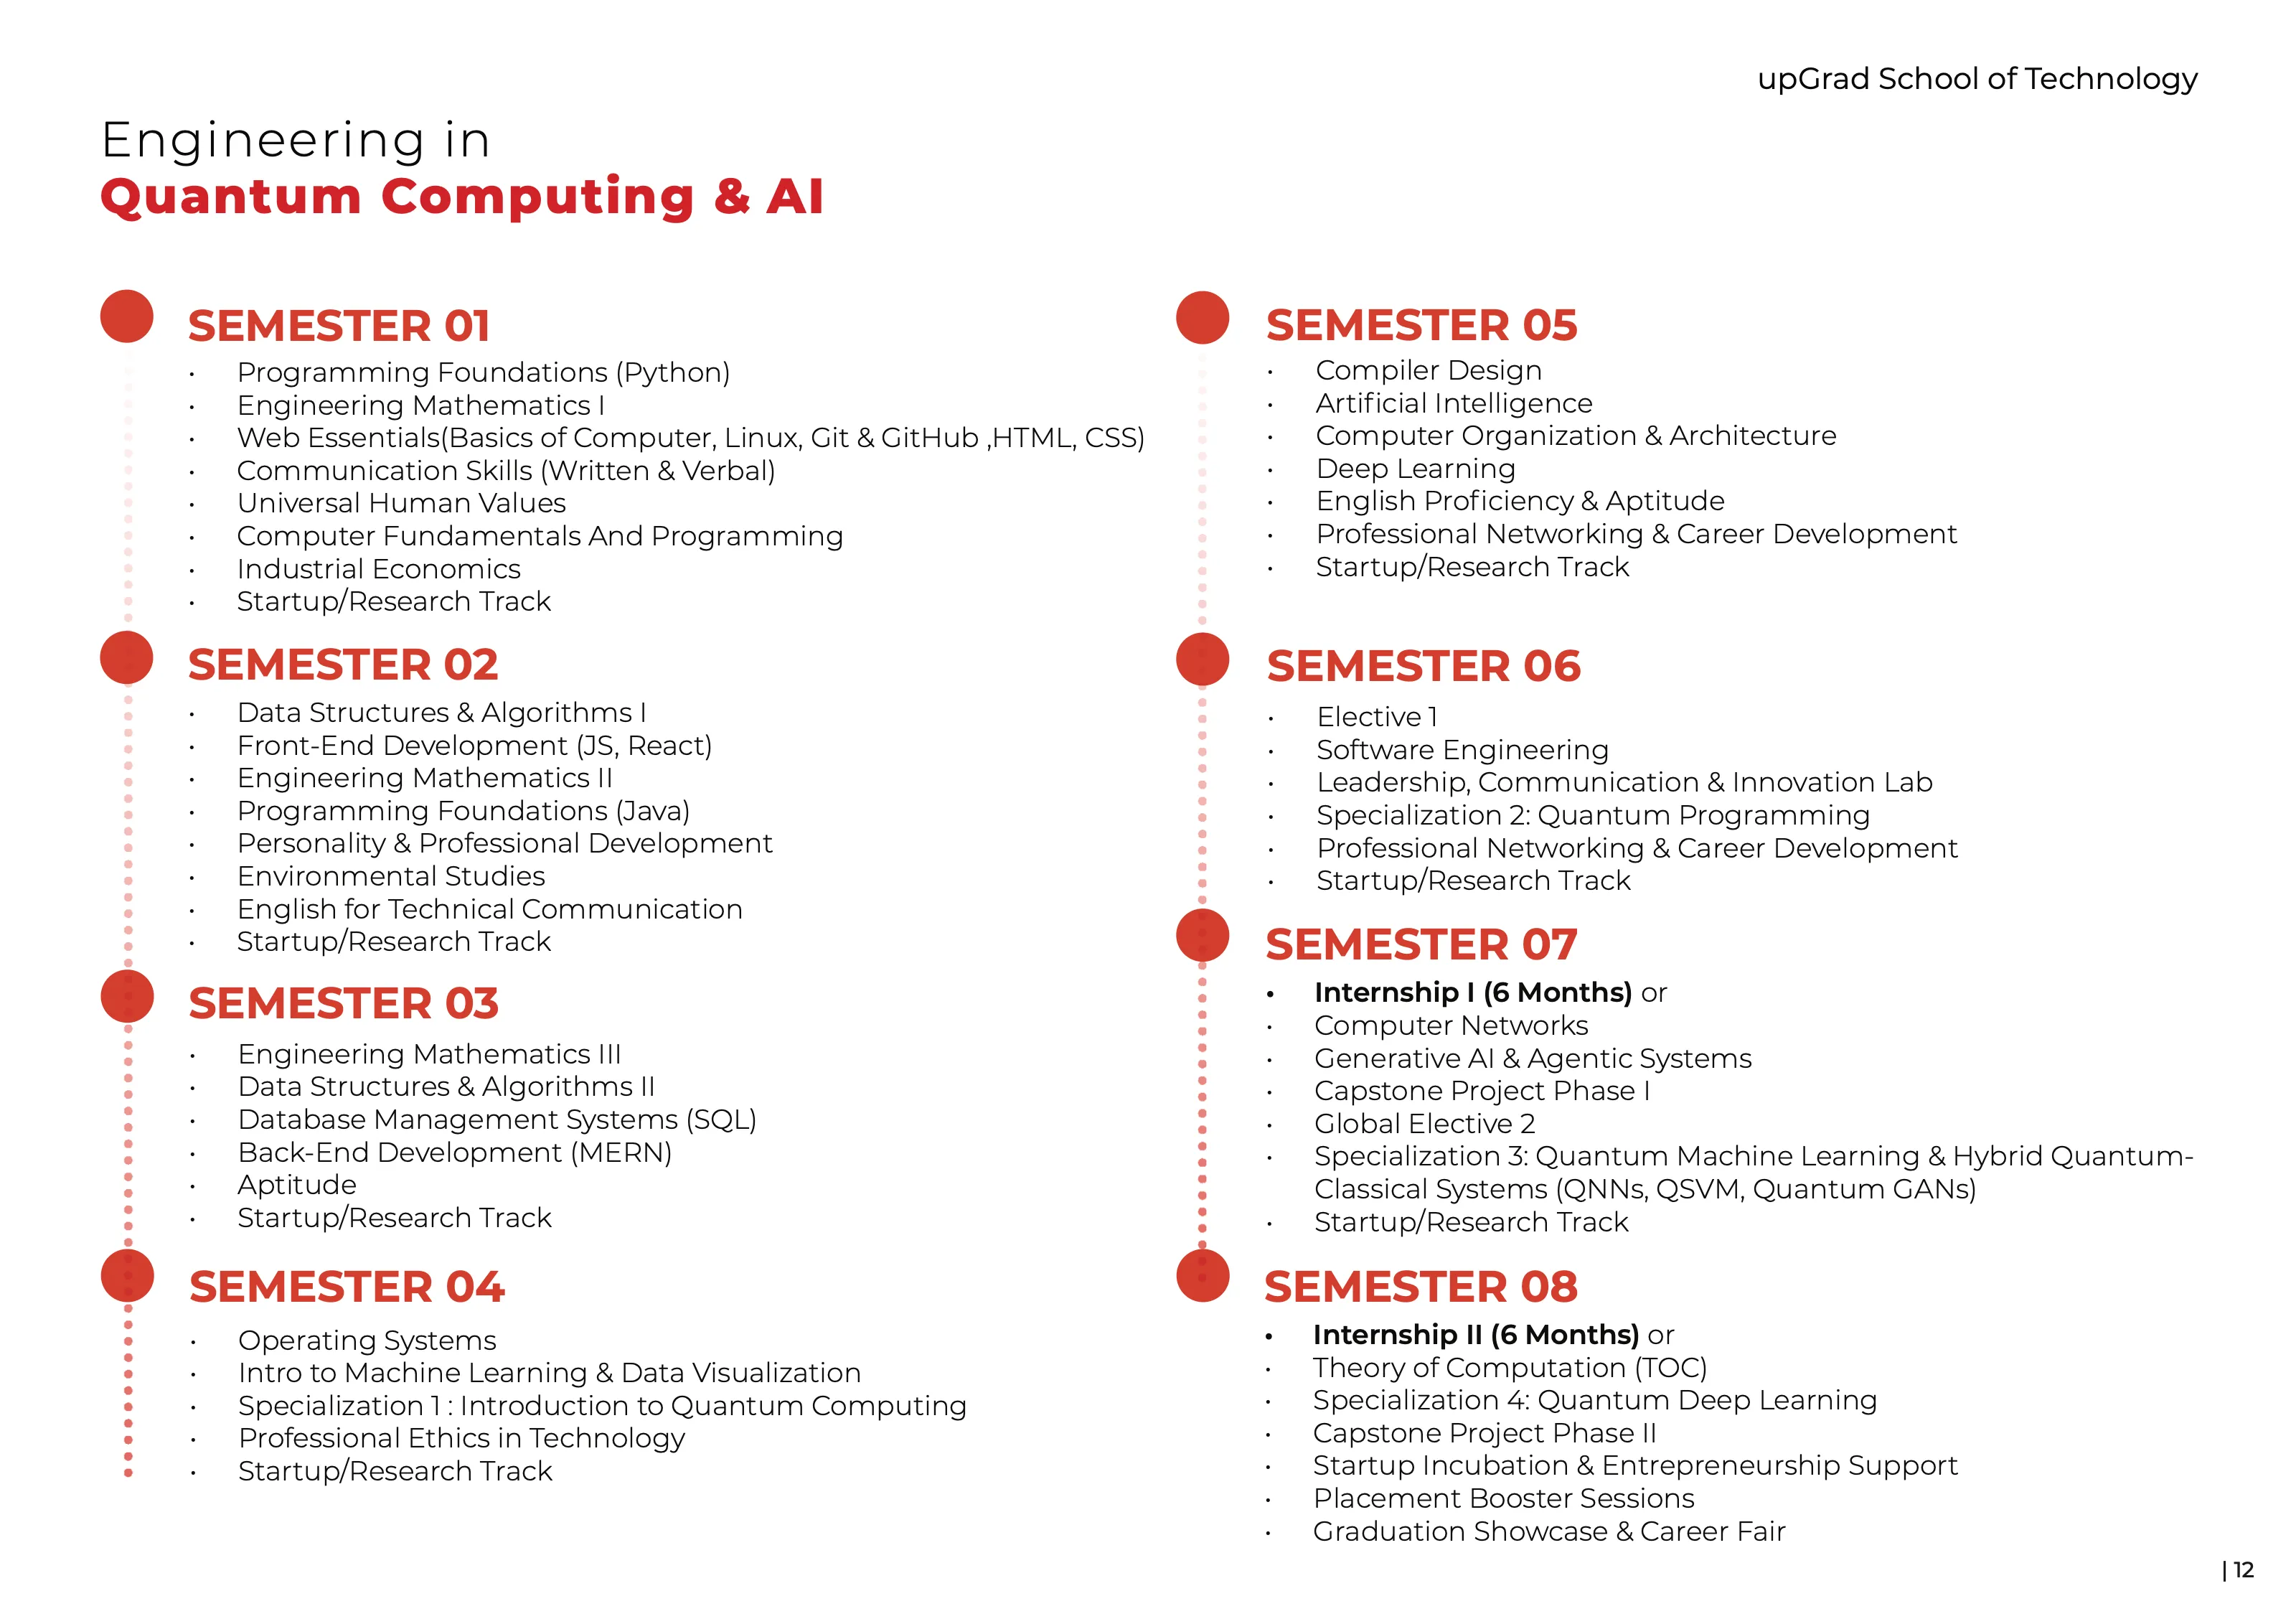 upGrad School of Technology
Engineering in
Quantum Computing & AI
SEMESTER 01
• Programming Foundations (Python)
• Engineering Mathematics I
• Web Essentials(Basics of Computer, Linux, Git & GitHub ,HTML, CSS)
• Communication Skills (Written & Verbal)
• Universal Human Values
• Computer Fundamentals And Programming
• Industrial Economics
• Startup/Research Track
SEMESTER 02
• Data Structures & Algorithms I
• Front-End Development (JS, React)
• Engineering Mathematics II
• Programming Foundations (Java)
• Personality & Professional Development
• Environmental Studies
• English for Technical Communication
• Startup/Research Track
SEMESTER 03
• Engineering Mathematics III
• Data Structures & Algorithms II
• Database Management Systems (SQL)
• Back-End Development (MERN)
• Aptitude
• Startup/Research Track
SEMESTER 04
• Operating Systems
• Intro to Machine Learning & Data Visualization
• Specialization 1 : Introduction to Quantum Computing
• Professional Ethics in Technology
• Startup/Research Track
SEMESTER 05
• Compiler Design
• Artificial Intelligence
• Computer Organization & Architecture
• Deep Learning
• English Proficiency & Aptitude
• Professional Networking & Career Development
• Startup/Research Track
SEMESTER 06
• Elective 1
• Software Engineering
• Leadership, Communication & Innovation Lab
• Specialization 2: Quantum Programming
• Professional Networking & Career Development
• Startup/Research Track
SEMESTER 07
• Internship I (6 Months) or
• Computer Networks
• Generative AI & Agentic Systems
• Capstone Project Phase I
• Global Elective 2
• Specialization 3: Quantum Machine Learning & Hybrid Quantum-
Classical Systems (QNNs, QSVM, Quantum GANs)
• Startup/Research Track
SEMESTER 08
• Internship II (6 Months) or
• Theory of Computation (TOC)
• Specialization 4: Quantum Deep Learning
• Capstone Project Phase II
• Startup Incubation & Entrepreneurship Support
• Placement Booster Sessions
• Graduation Showcase & Career Fair
| 12